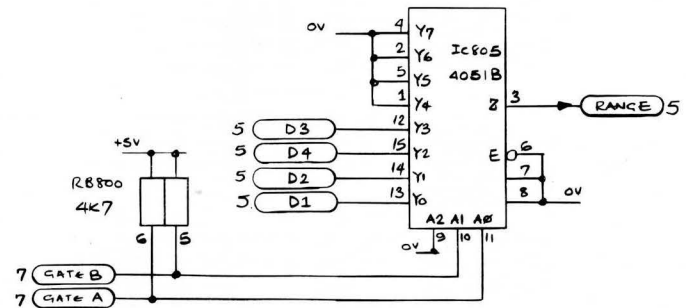 0V
4 Y7
2 Y6
5 Y5
1 Y4
IC805
4051B
Z 3
RANGE 5
5 D3 12 Y3
5 D4 15 Y2
5 D2 14 Y1
5 D1 13 Y0
E 6
7
8 0V
+5V
RB800
4K7
6 5
A2 A1 A0
9 10 11
0V
7 GATE B
7 GATE A